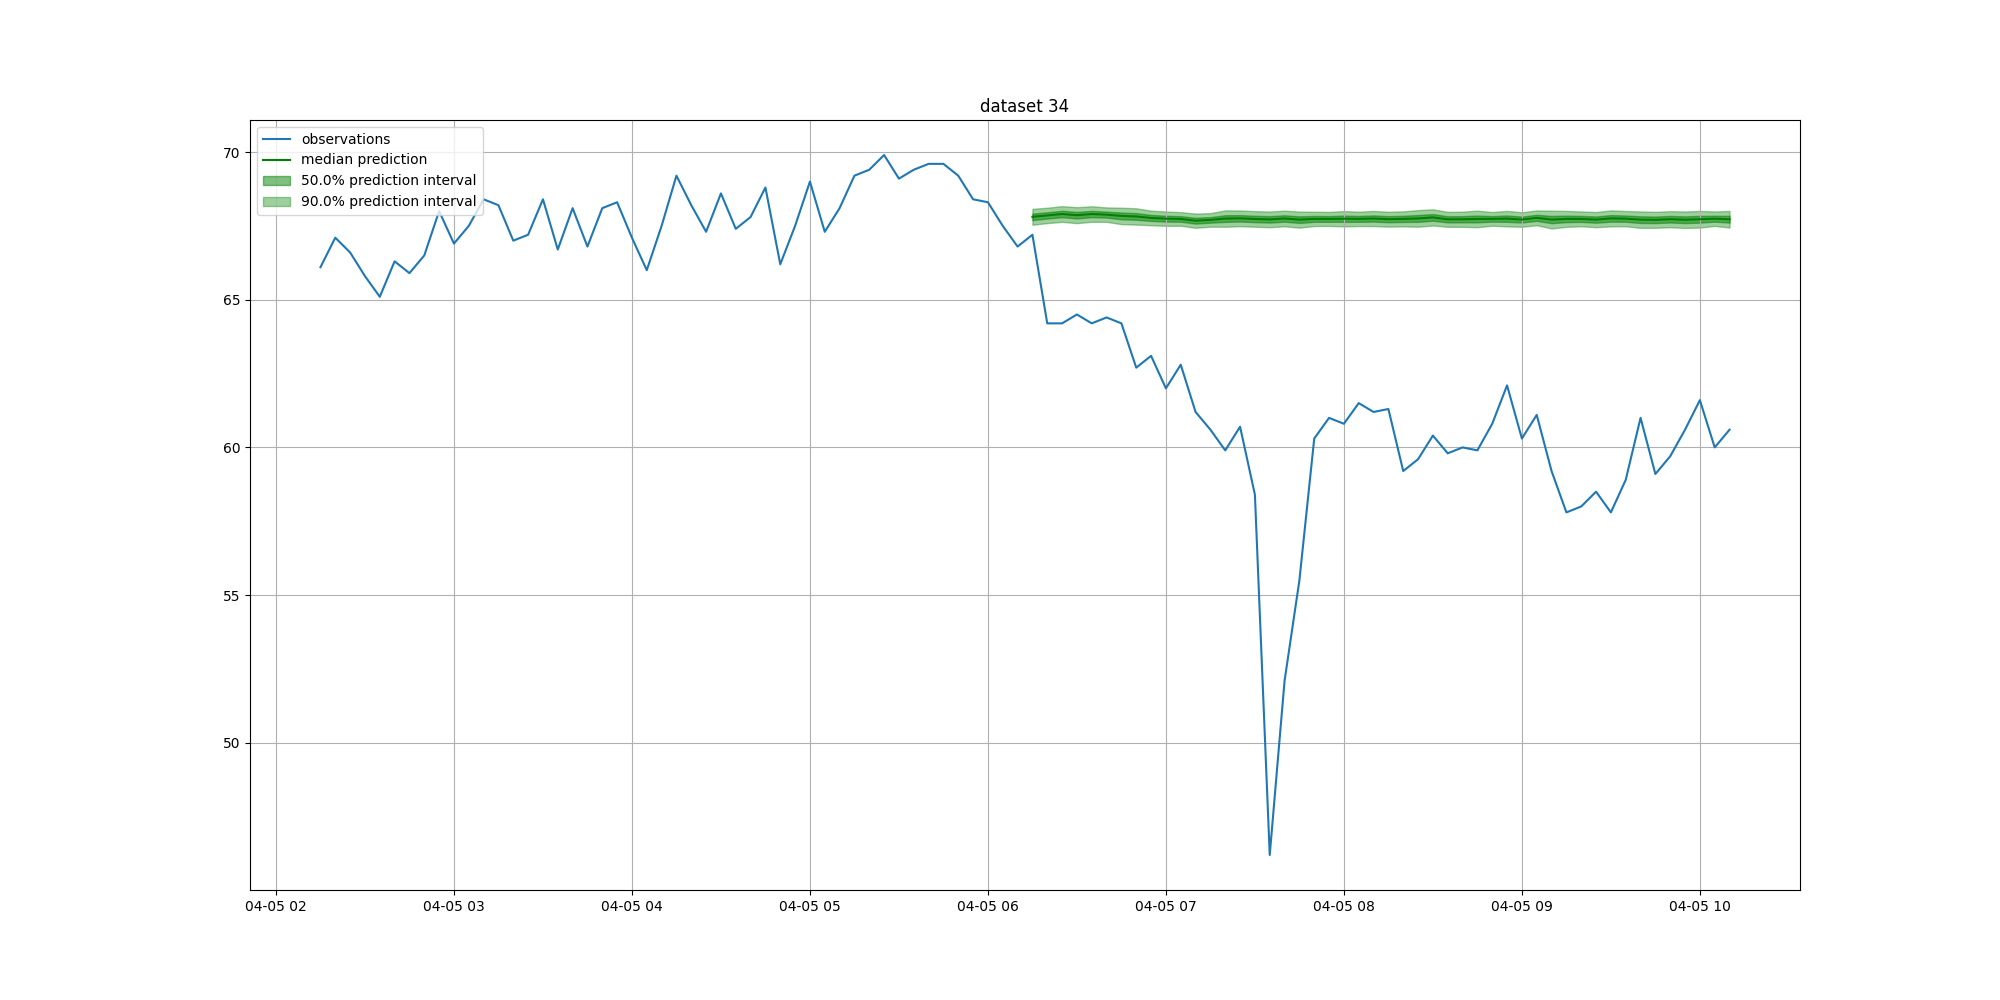 dataset 34
observations
median prediction
50.0% prediction interval
90.0% prediction interval
70
65
60
55
50
04-05 02 04-05 03 04-05 04 04-05 05 04-05 06 04-05 07 04-05 08 04-05 09 04-05 10